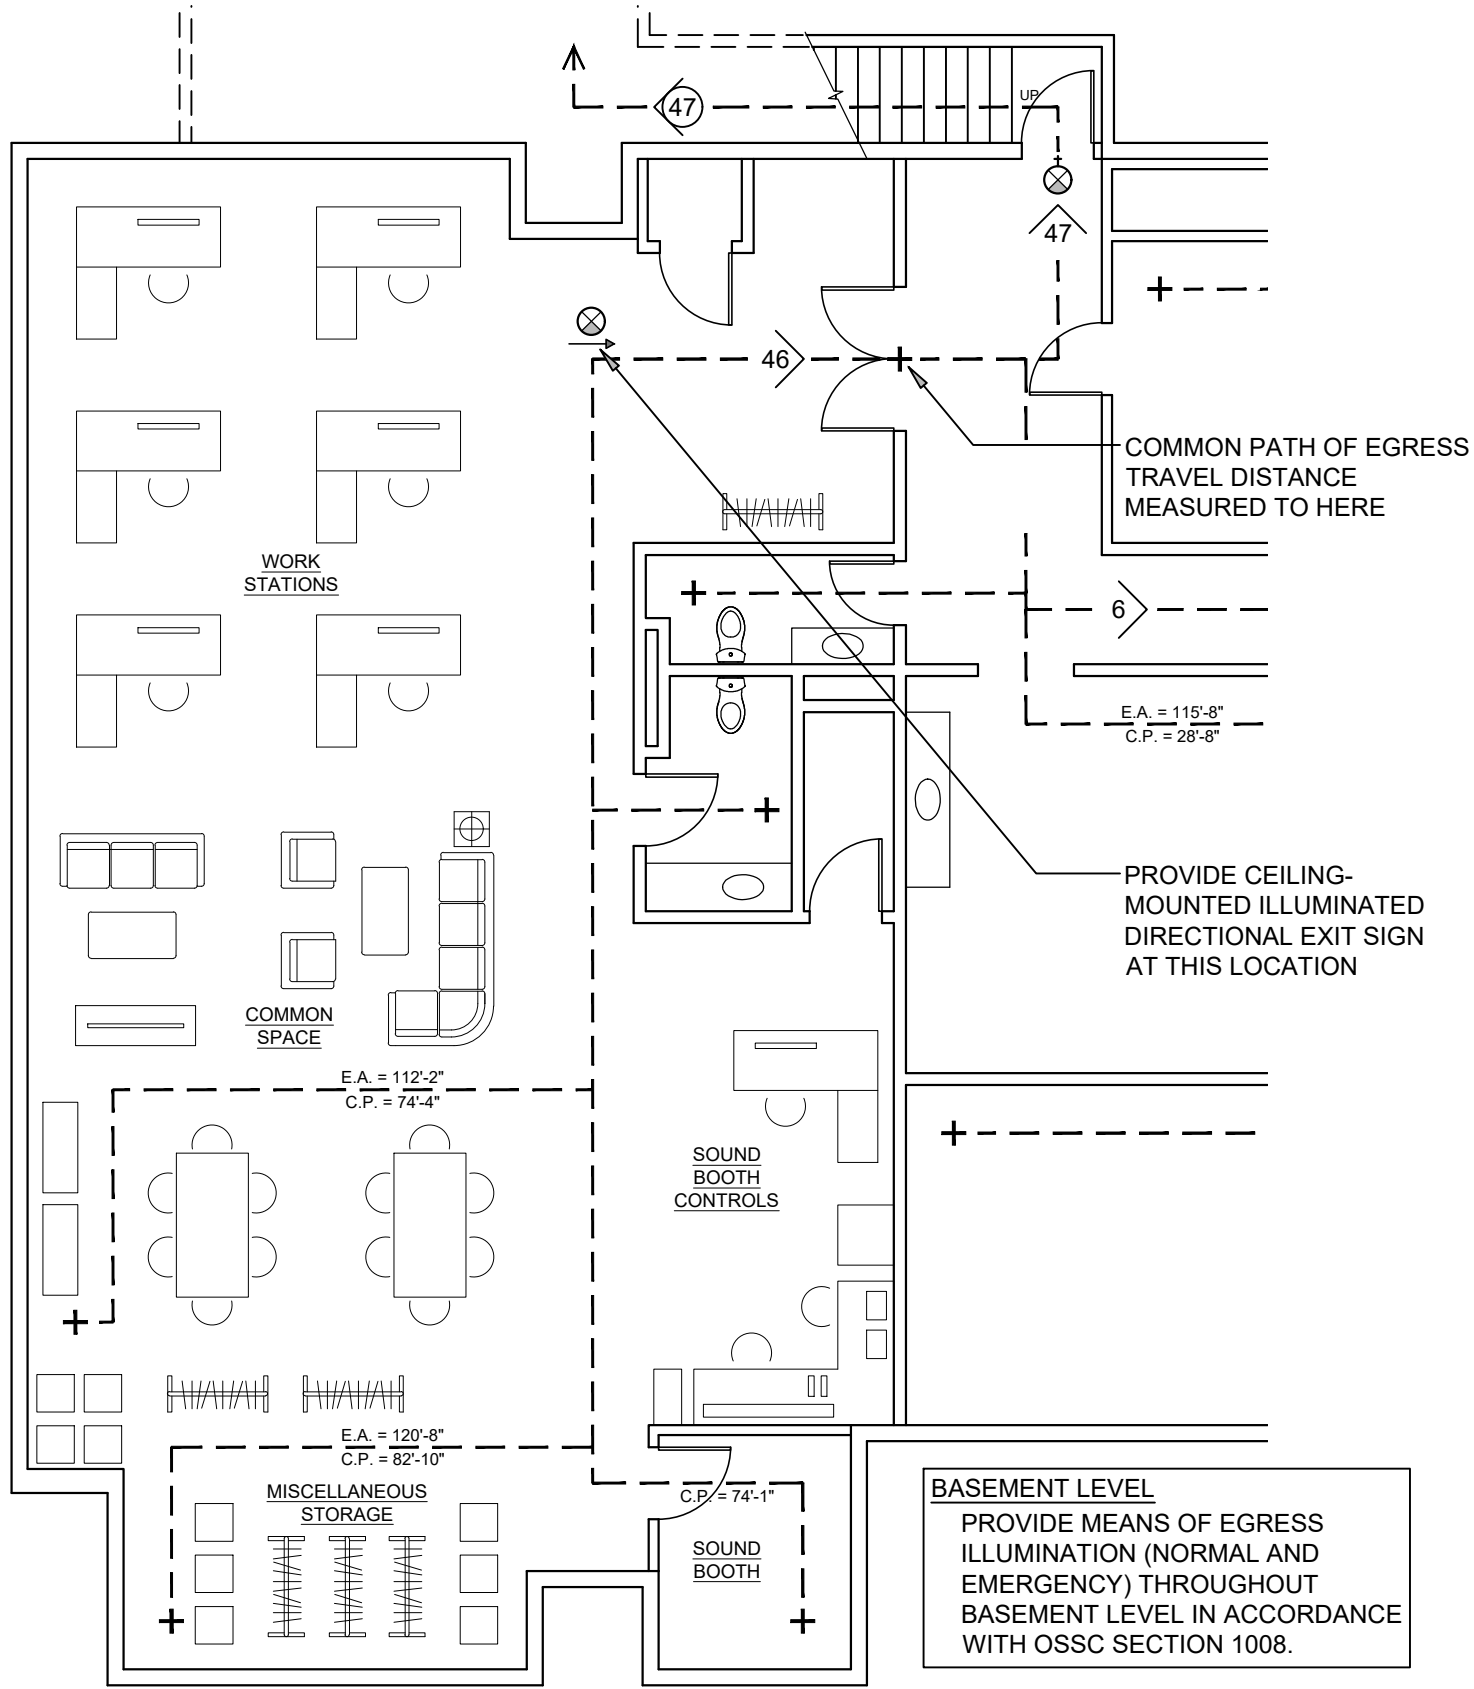 47
UP
47
46
COMMON PATH OF EGRESS
TRAVEL DISTANCE
MEASURED TO HERE
WORK
STATIONS
6
E.A. = 115'-8"
C.P. = 28'-8"
PROVIDE CEILING-
MOUNTED ILLUMINATED
DIRECTIONAL EXIT SIGN
AT THIS LOCATION
COMMON
SPACE
E.A. = 112'-2"
C.P. = 74'-4"
SOUND
BOOTH
CONTROLS
E.A. = 120'-8"
C.P. = 82'-10"
MISCELLANEOUS
STORAGE
C.P. = 74'-1"
SOUND
BOOTH
BASEMENT LEVEL
PROVIDE MEANS OF EGRESS
ILLUMINATION (NORMAL AND
EMERGENCY) THROUGHOUT
BASEMENT LEVEL IN ACCORDANCE
WITH OSSC SECTION 1008.